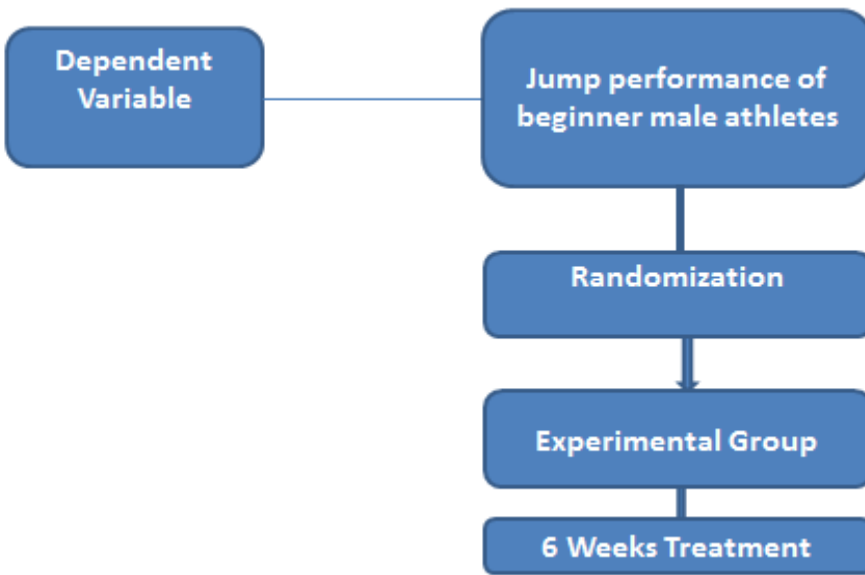 Dependent
Variable
Jump performance of
beginner male athletes
Randomization
Experimental Group
6 Weeks Treatment